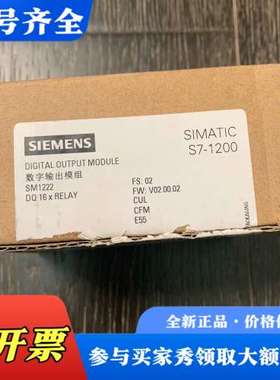 号齐全
SIEMENS
SIMATIC
S7-1200
DIGITAL OUTPUT MODULE
数字输出模组
SM1222
DQ 16 x RELAY
FS: 02
FW: V02.00.02
CUL
CFM
E55
PACKAGING
全新正品·1200
开票
参与买家秀领取大额